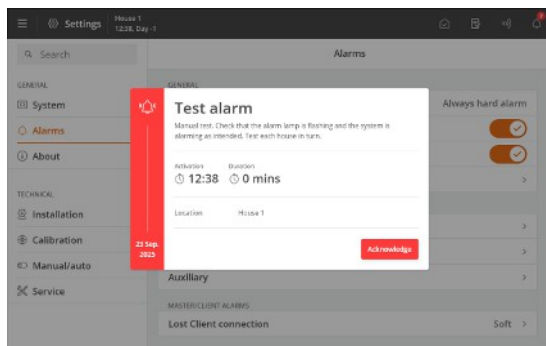 Settings
House 1
12:38, Day -1
Search
Alarms
GENERAL
System
Alarms
About
TECHNICAL
Installation
Calibration
Manual/auto
Service
GENERAL
Always hard alarm
Test alarm
Manual test. Check that the alarm lamp is flashing and the system is
alarming as intended. Test each house in turn.
Activation Duration
12:38 0 mins
Location House 1
23 Sep.
2025
Acknowledge
Auxiliary
MASTER/CLIENT ALARMS
Lost Client connection Soft